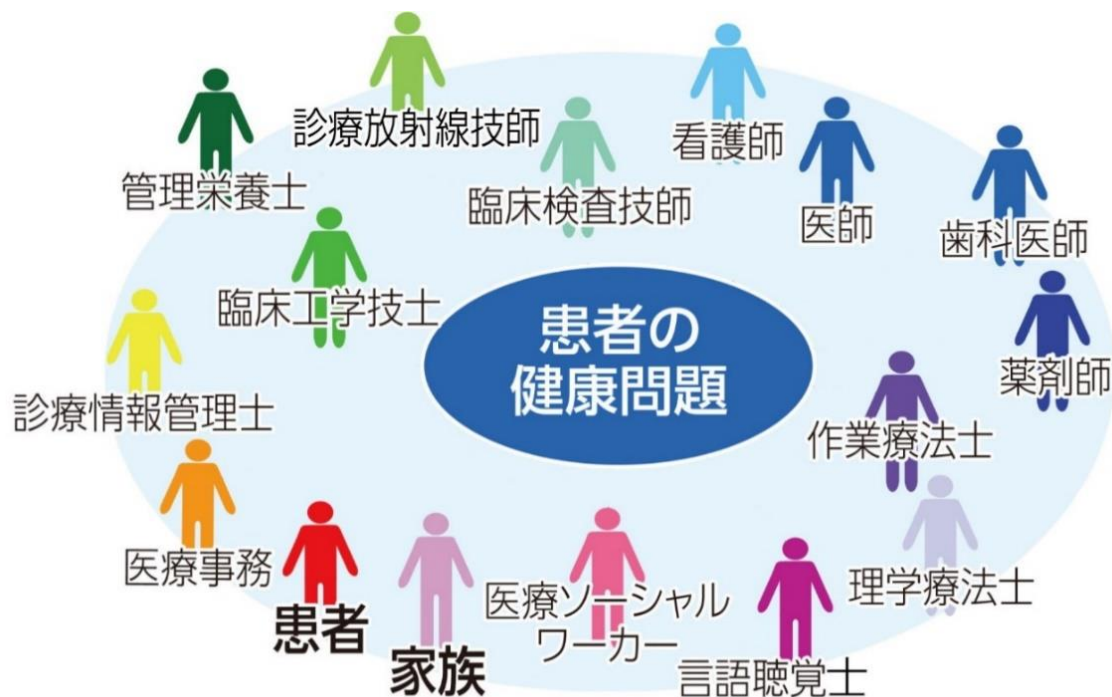 診療放射線技師
看護師
管理栄養士
臨床検査技師
医師
歯科医師
臨床工学技士
患者の
健康問題
薬剤師
診療情報管理士
作業療法士
医療事務
患者
家族
医療ソーシャル
ワーカー
言語聴覚士
理学療法士